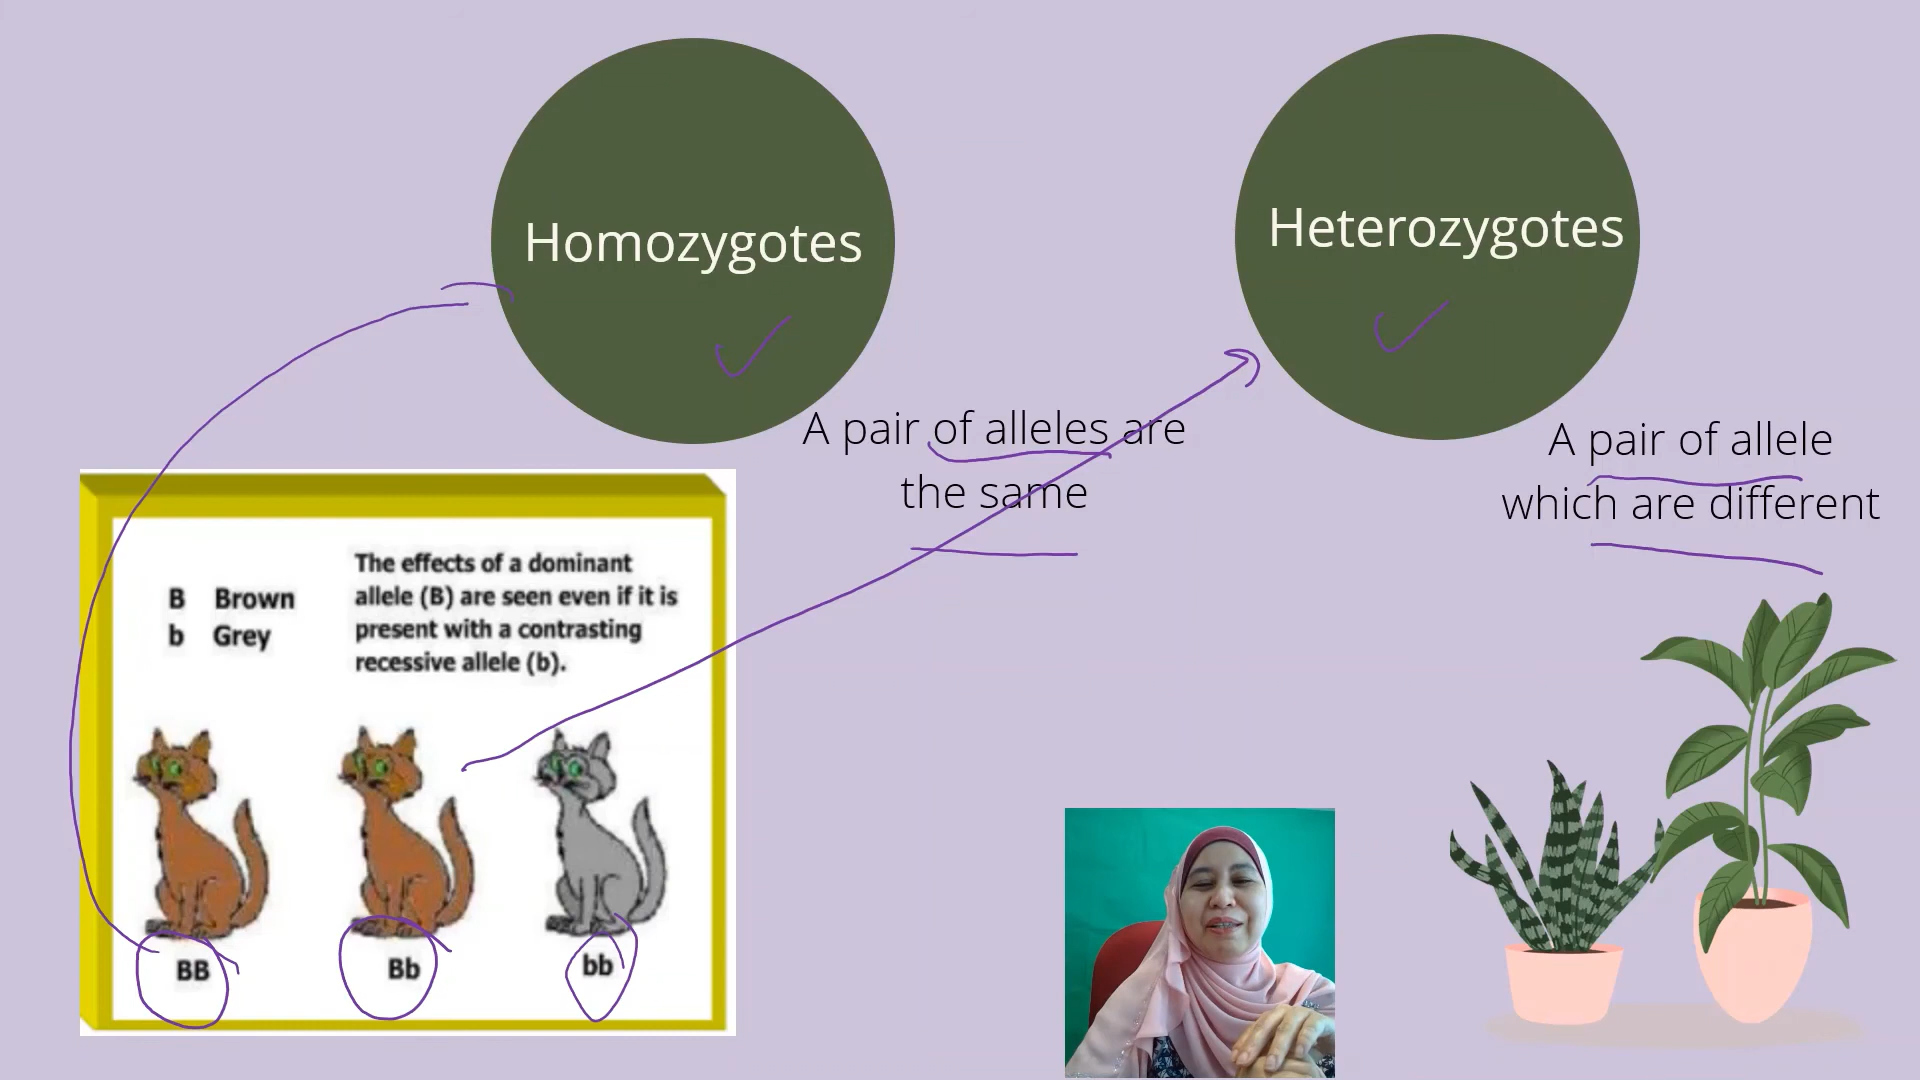 Homozygotes
Heterozygotes
A pair of alleles are
the same
A pair of allele
which are different
The effects of a dominant
allele (B) are seen even if it is
present with a contrasting
recessive allele (b).
B Brown
b Grey
BB
Bb
bb